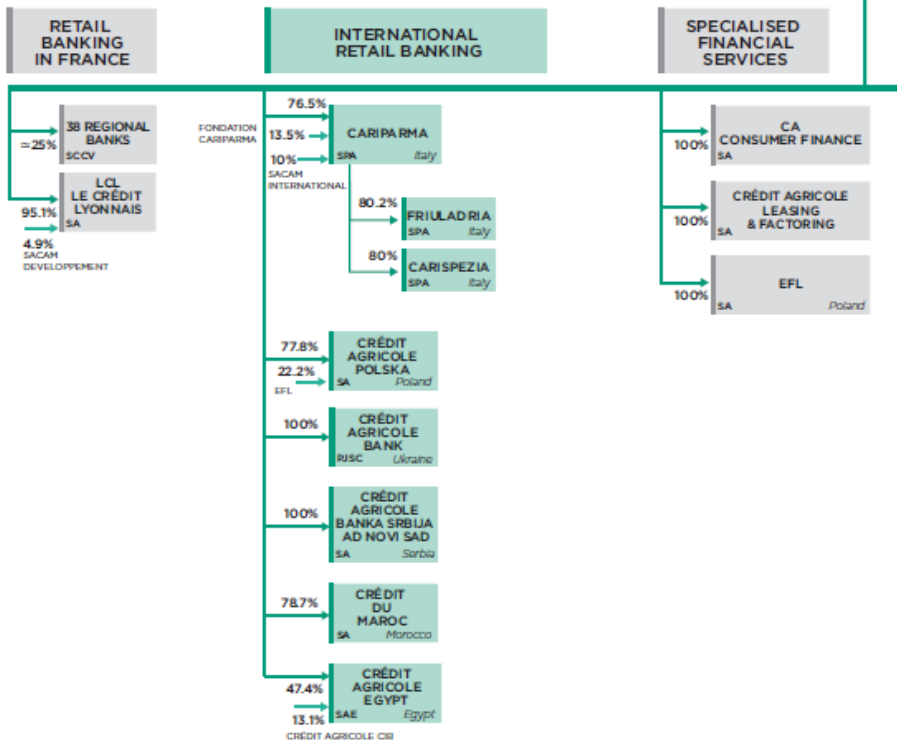 RETAIL
BANKING
IN FRANCE
INTERNATIONAL
RETAIL BANKING
SPECIALISED
FINANCIAL
SERVICES
≈25%
38 REGIONAL
BANKS
SCCV
95.1%
LCL
LE CRÉDIT
LYONNAIS
SA
4.9%
SACAM
DEVELOPPEMENT
76.5%
FONDATION
CARIPARMA
13.5%
10%
SACAM
INTERNATIONAL
CARIPARMA
SPA Italy
80.2%
FRIULADRIA
SPA Italy
80%
CARISPEZIA
SPA Italy
77.8%
22.2%
EFL
CRÉDIT
AGRICOLE
POLSKA
SA Poland
100%
CRÉDIT
AGRICOLE
BANK
PJSC Ukraine
100%
CRÉDIT
AGRICOLE
BANKA SRBIJA
AD NOVI SAD
SA Serbia
78.7%
CRÉDIT
DU
MAROC
SA Morocco
47.4%
13.1%
CRÉDIT AGRICOLE CIB
CRÉDIT
AGRICOLE
EGYPT
SAE Egypt
100%
CA
CONSUMER FINANCE
SA
100%
CRÉDIT AGRICOLE
LEASING
& FACTORING
SA
100%
EFL
SA Poland